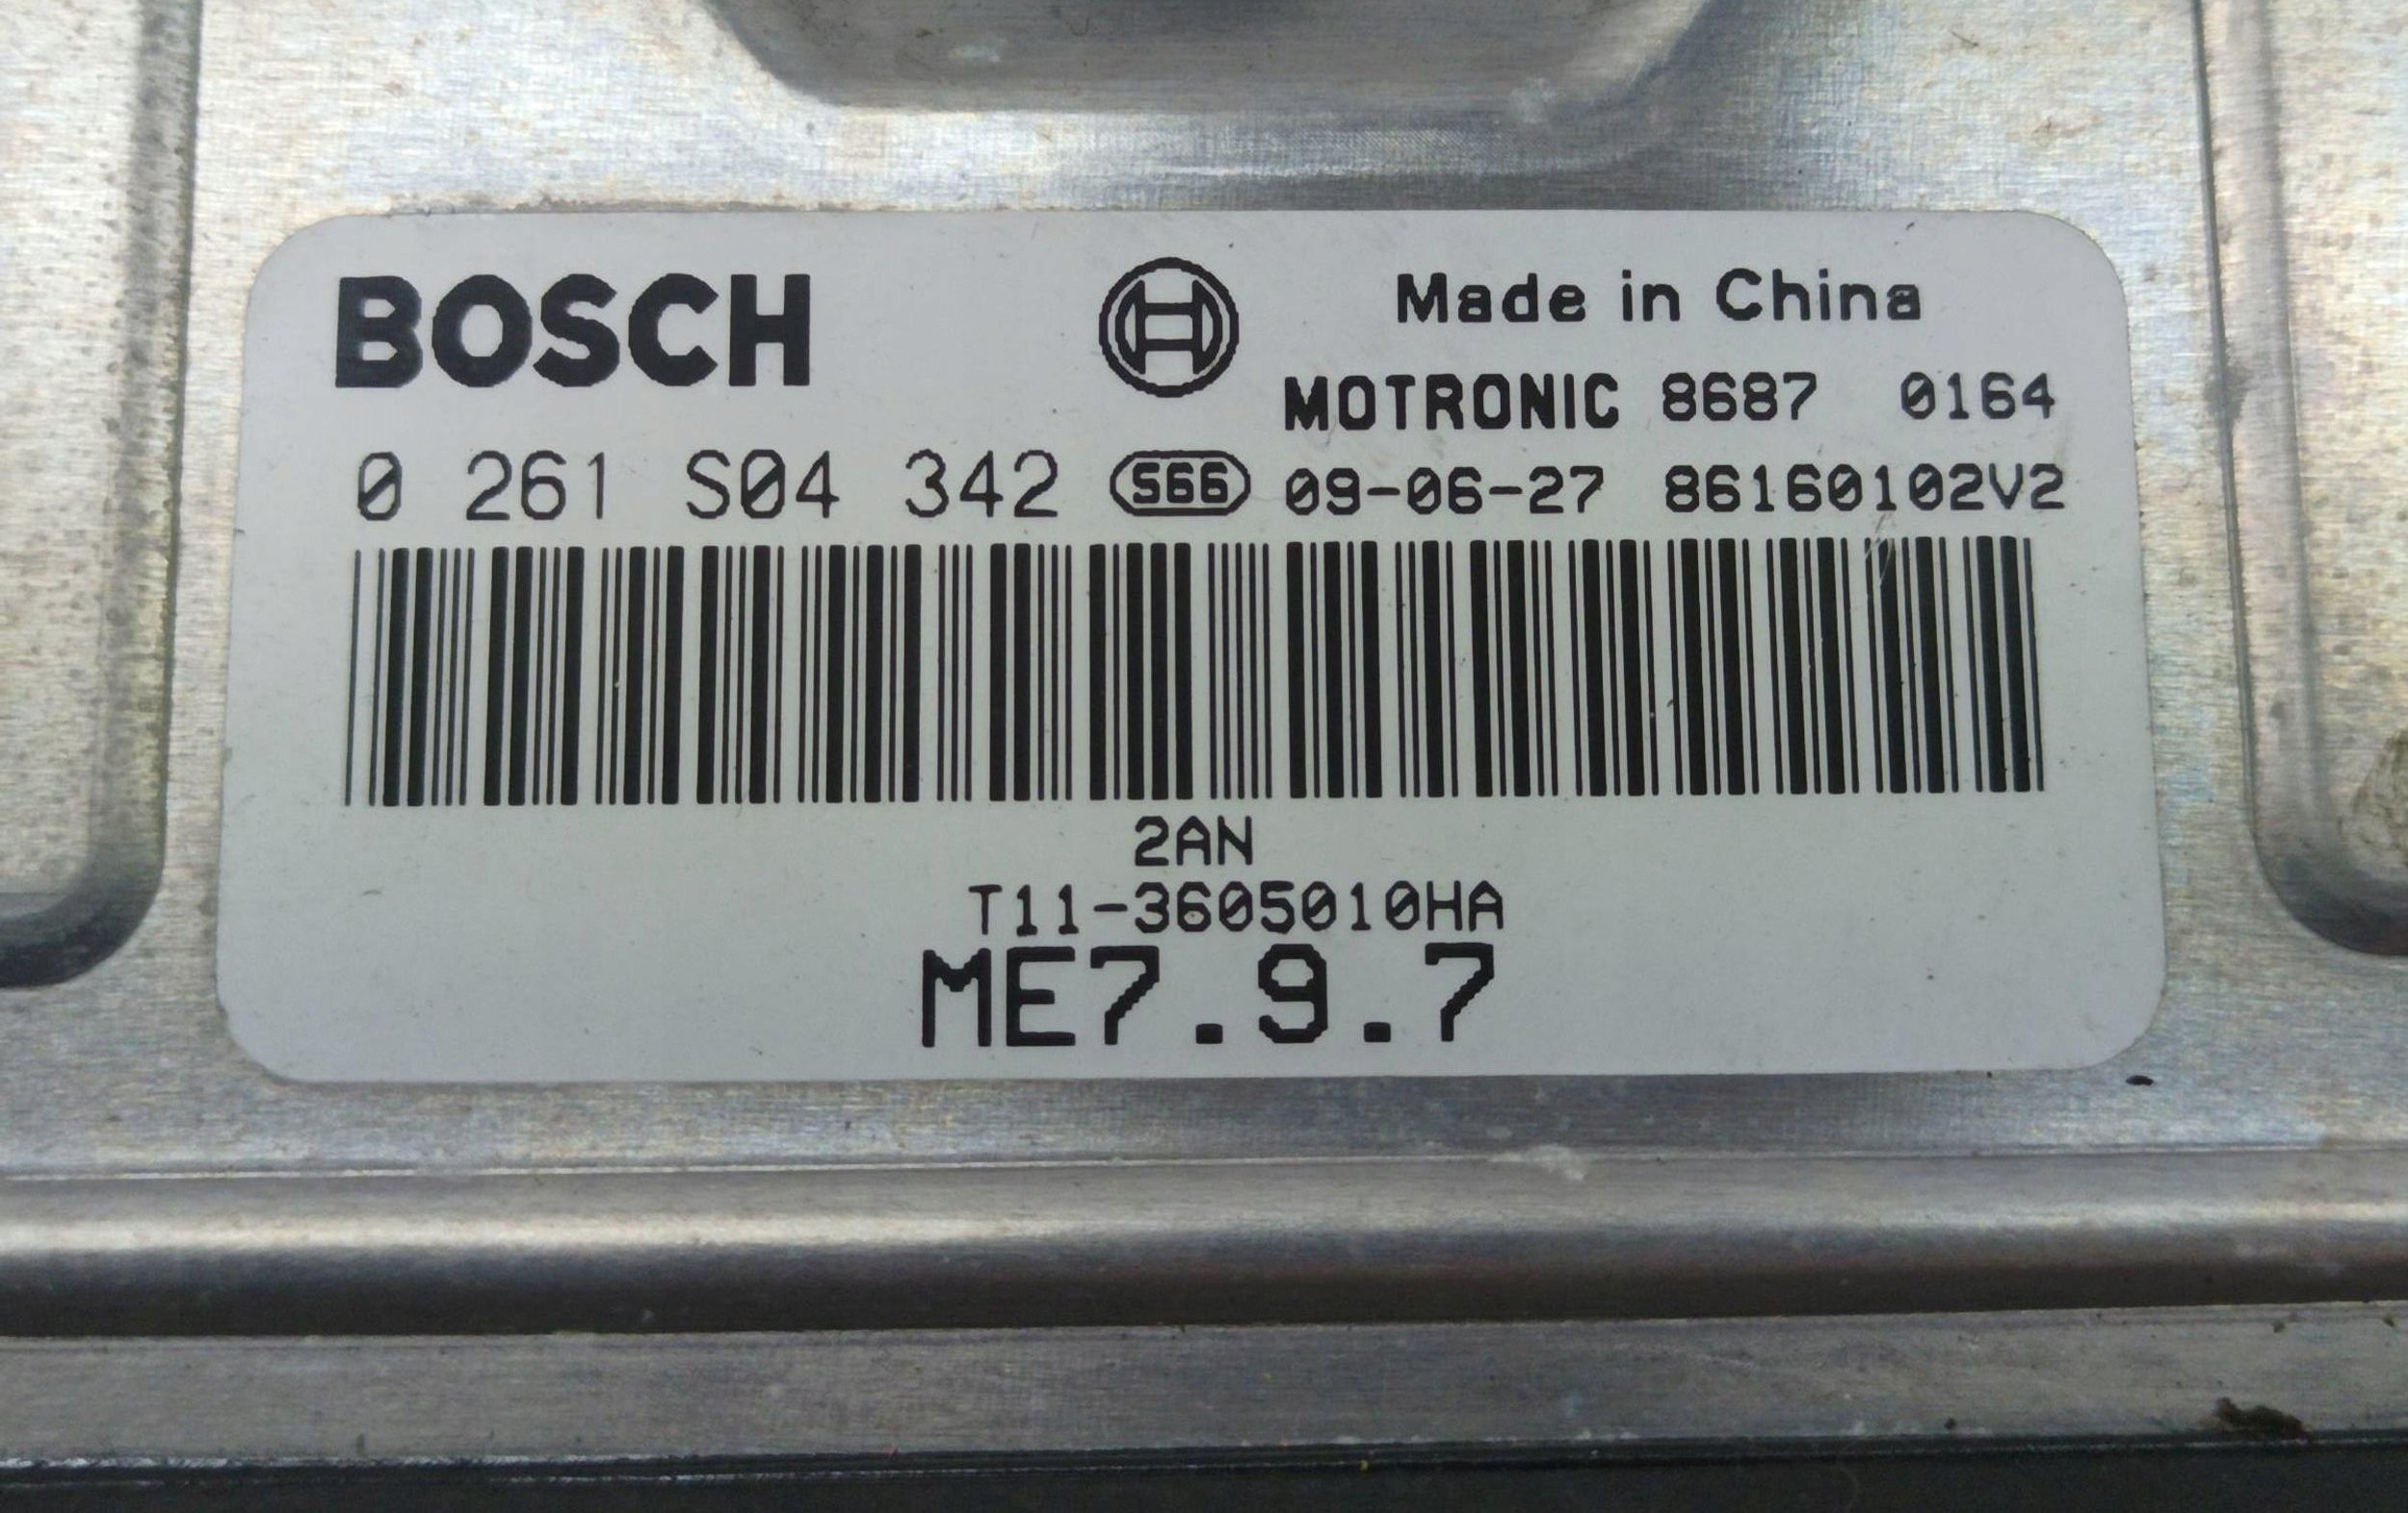 BOSCH
Made in China
MOTRONIC 8687 0164
0 261 S04 342 S66 09-06-27 86160102V2
2AN
T11-3605010HA
ME7.9.7